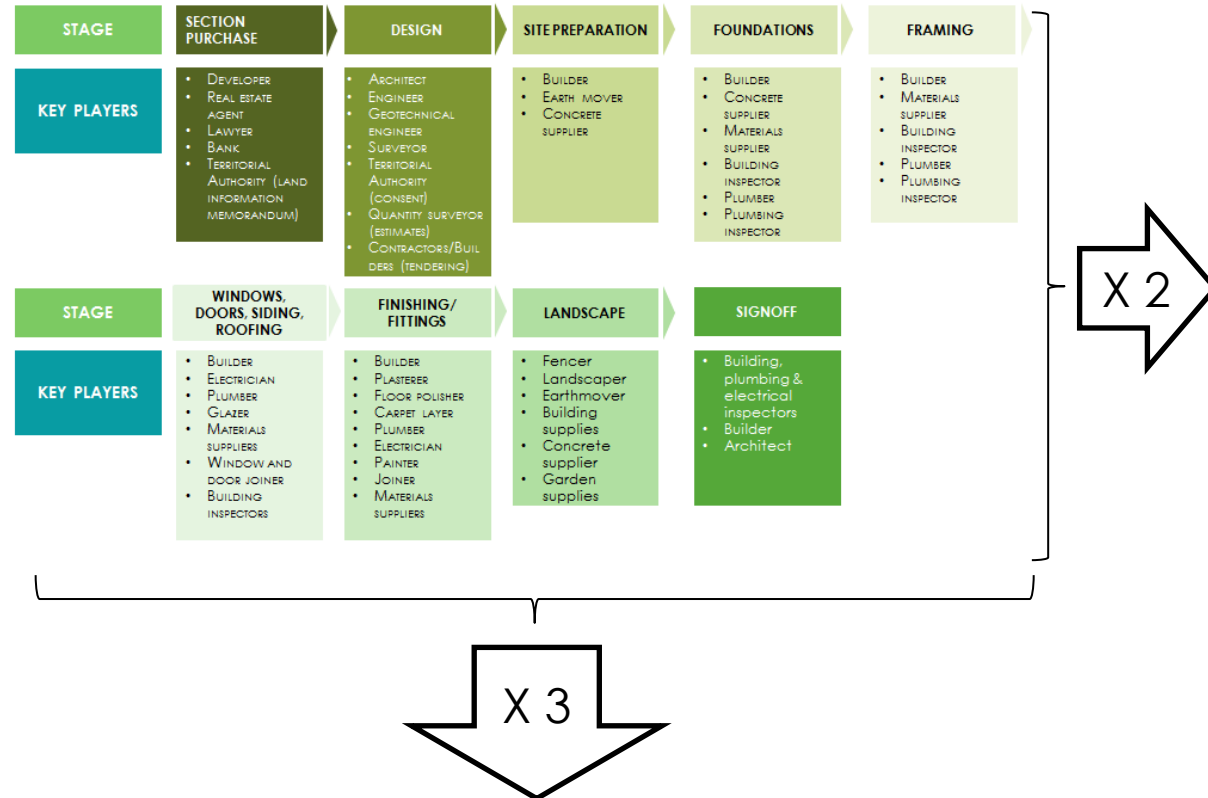 STAGE
SECTION
PURCHASE
DESIGN
SITE PREPARATION
FOUNDATIONS
FRAMING
KEY PLAYERS
• DEVELOPER
• REAL ESTATE
AGENT
• LAWYER
• BANK
• TERRITORIAL
AUTHORITY (LAND
INFORMATION
MEMORANDUM)
• ARCHITECT
• ENGINEER
• GEOTECHNICAL
ENGINEER
• SURVEYOR
• TERRITORIAL
AUTHORITY
(CONSENT)
• QUANTITY SURVEYOR
(ESTIMATES)
• CONTRACTORS/BUIL
DERS (TENDERING)
• BUILDER
• EARTH MOVER
• CONCRETE
SUPPLIER
• BUILDER
• CONCRETE
SUPPLIER
• MATERIALS
SUPPLIER
• BUILDING
INSPECTOR
• PLUMBER
• PLUMBING
INSPECTOR
• BUILDER
• MATERIALS
SUPPLIER
• BUILDING
INSPECTOR
• PLUMBER
• PLUMBING
INSPECTOR
STAGE
WINDOWS,
DOORS, SIDING,
ROOFING
FINISHING/
FITTINGS
LANDSCAPE
SIGNOFF
KEY PLAYERS
• BUILDER
• ELECTRICIAN
• PLUMBER
• GLAZER
• MATERIALS
SUPPLIERS
• WINDOW AND
DOOR JOINER
• BUILDING
INSPECTORS
• BUILDER
• PLASTERER
• FLOOR POLISHER
• CARPET LAYER
• PLUMBER
• ELECTRICIAN
• PAINTER
• JOINER
• MATERIALS
SUPPLIERS
• Fencer
• Landscaper
• Earthmover
• Building
supplies
• Concrete
supplier
• Garden
supplies
• Building,
plumbing &
electrical
inspectors
• Builder
• Architect
X 2
X 3